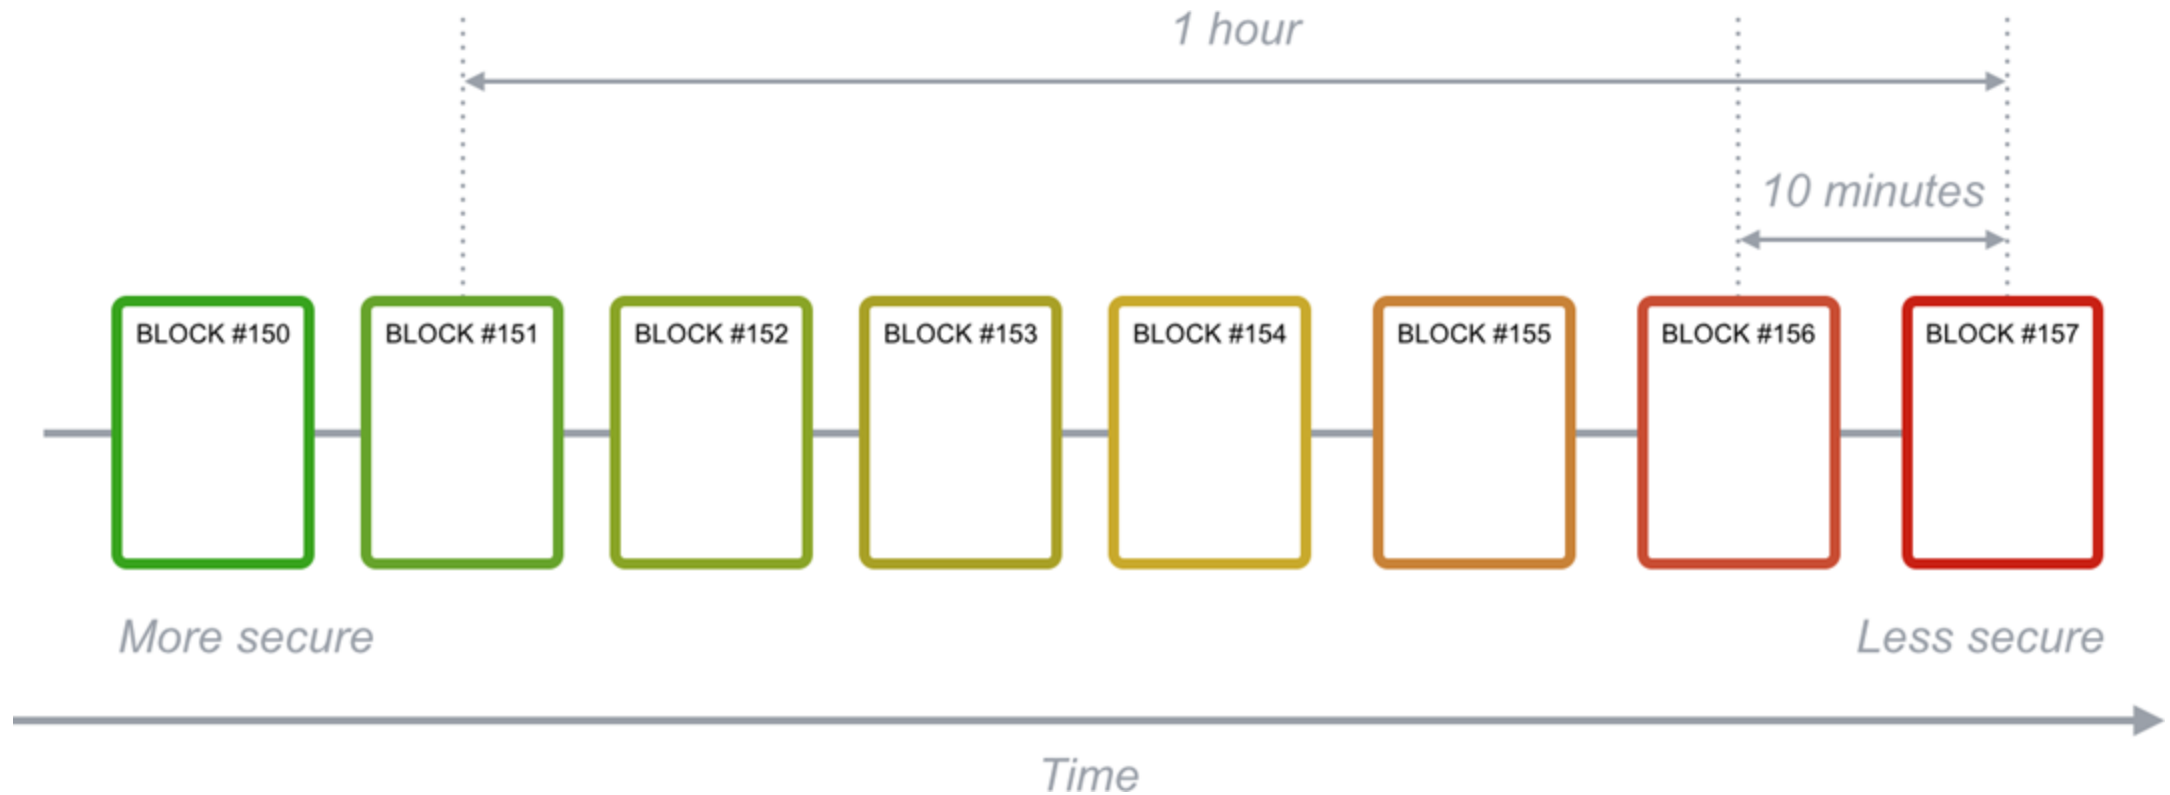 1 hour
10 minutes
BLOCK #150 BLOCK #151 BLOCK #152 BLOCK #153 BLOCK #154 BLOCK #155 BLOCK #156 BLOCK #157
More secure Less secure
Time